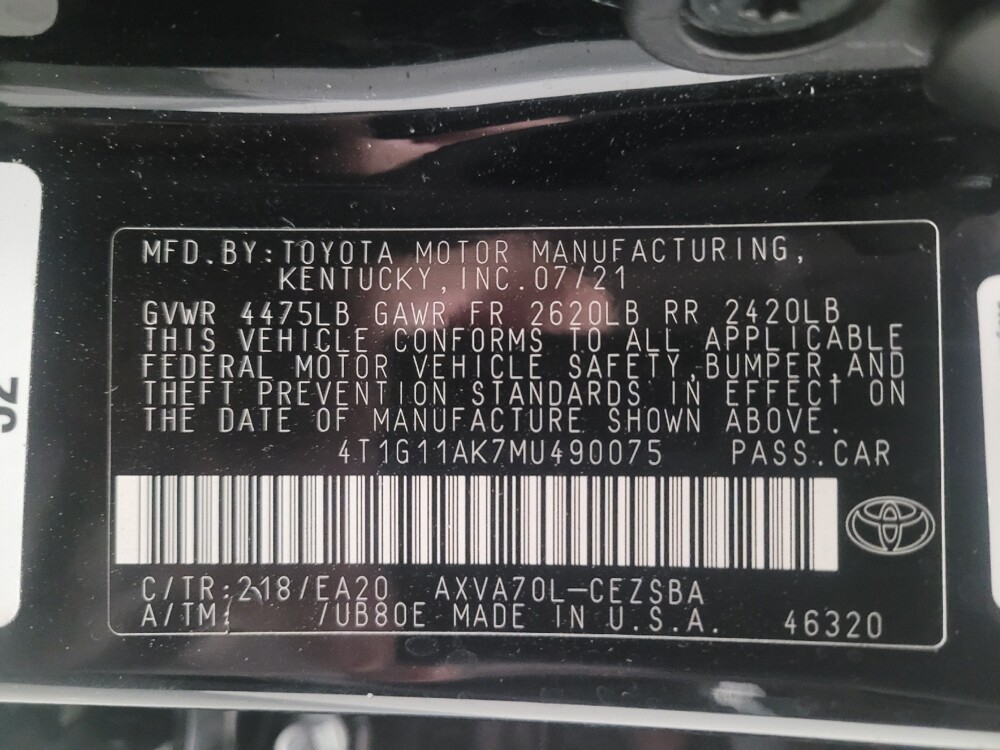 MFD.BY:TOYOTA MOTOR MANUFACTURING,
KENTUCKY,INC.07/21
GVWR 4475LB GAWR FR 2620LB RR 2420LB
THIS VEHICLE CONFORMS TO ALL APPLICABLE
FEDERAL MOTOR VEHICLE SAFETY,BUMPER,AND
THEFT PREVENTION STANDARDS IN EFFECT ON
THE DATE OF MANUFACTURE SHOWN ABOVE.
4T1G11AK7MU490075 PASS.CAR
C/TR:218/EA20 AXVA70L-CEZSBA
A/TM: /UB80E MADE IN U.S.A. 46320